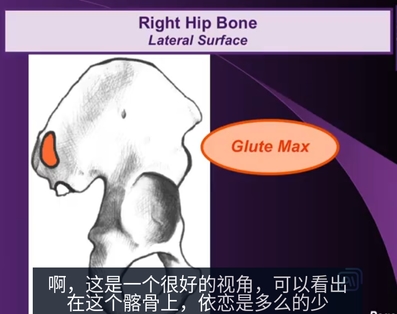 Right Hip Bone
Lateral Surface
Glute Max
啊，这是一个很好的视角，可以看出
在这个髂骨上，依恋是多么的少